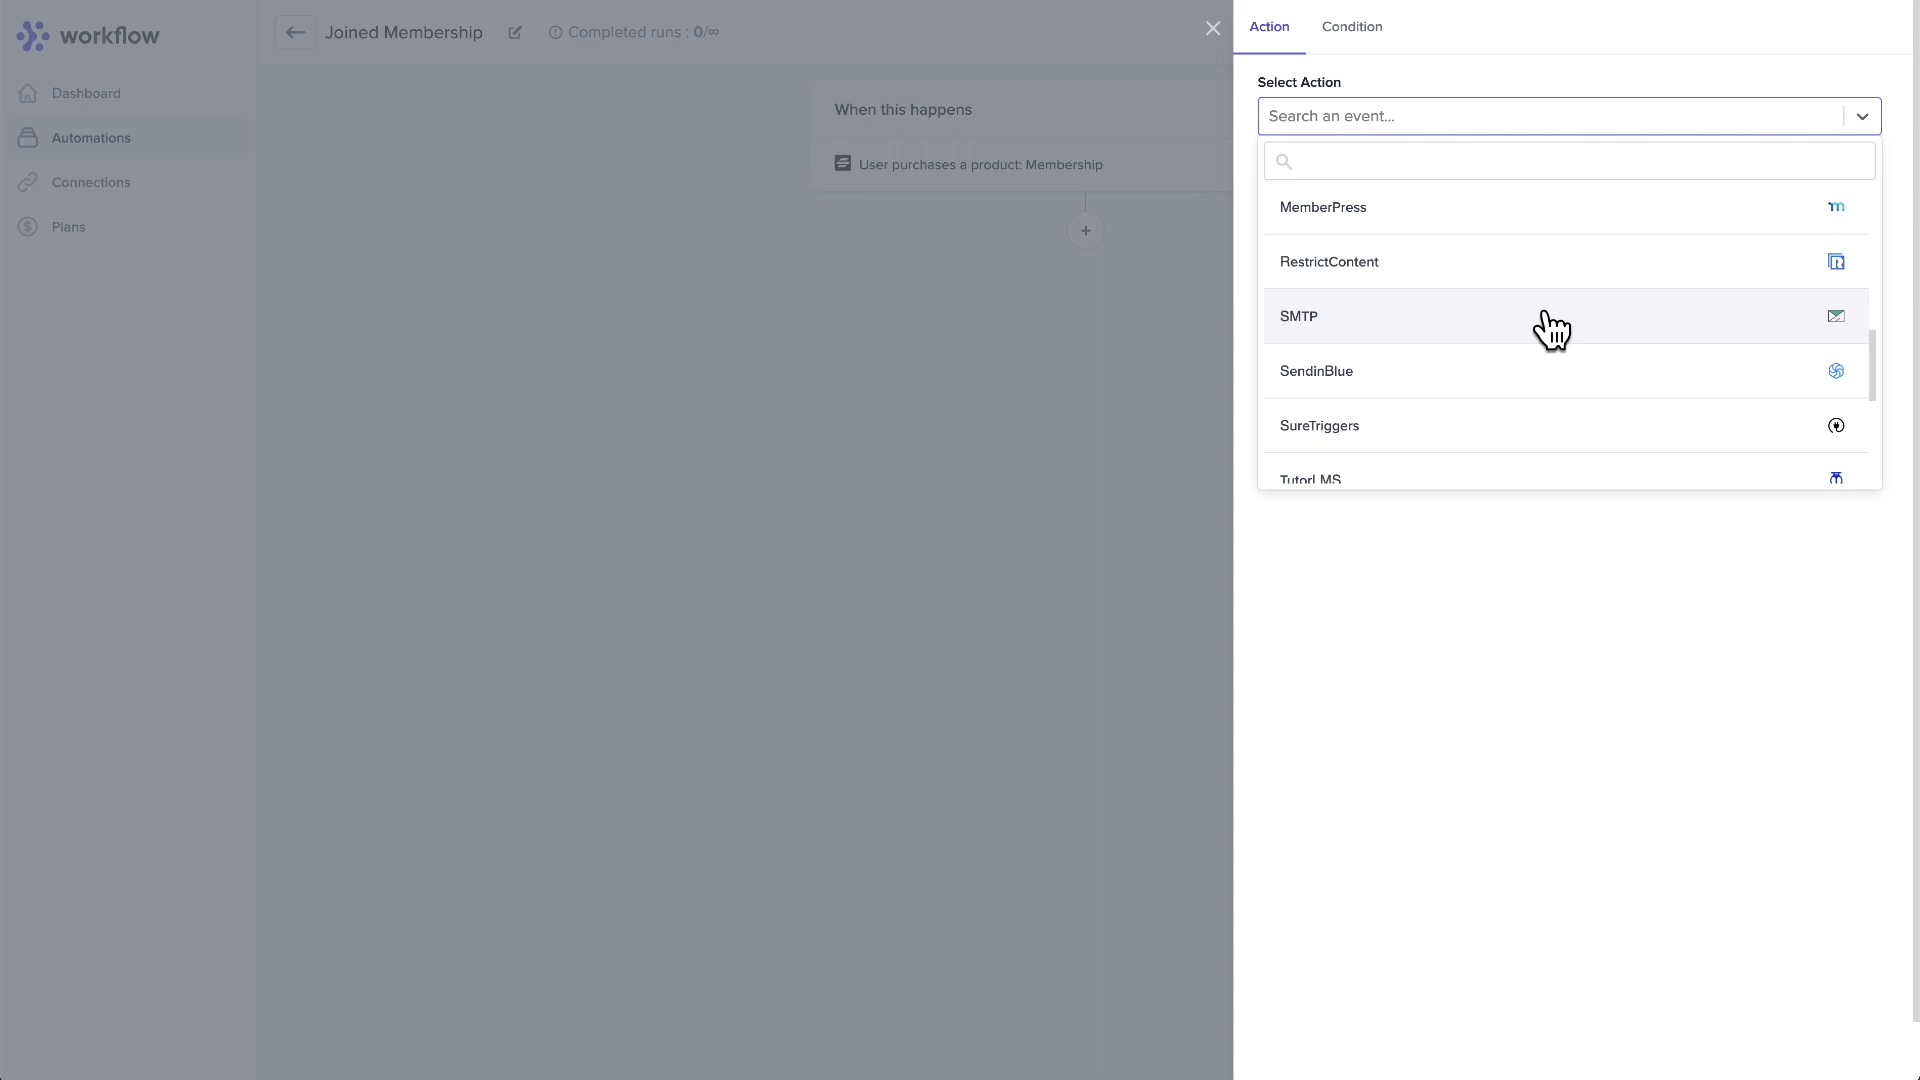 workflow
Joined Membership
Completed runs : 0/∞
Dashboard
Automations
Connections
Plans
When this happens
User purchases a product: Membership
+
Action
Condition
Select Action
Search an event...
MemberPress
RestrictContent
SMTP
SendinBlue
SureTriggers
TutorLMS